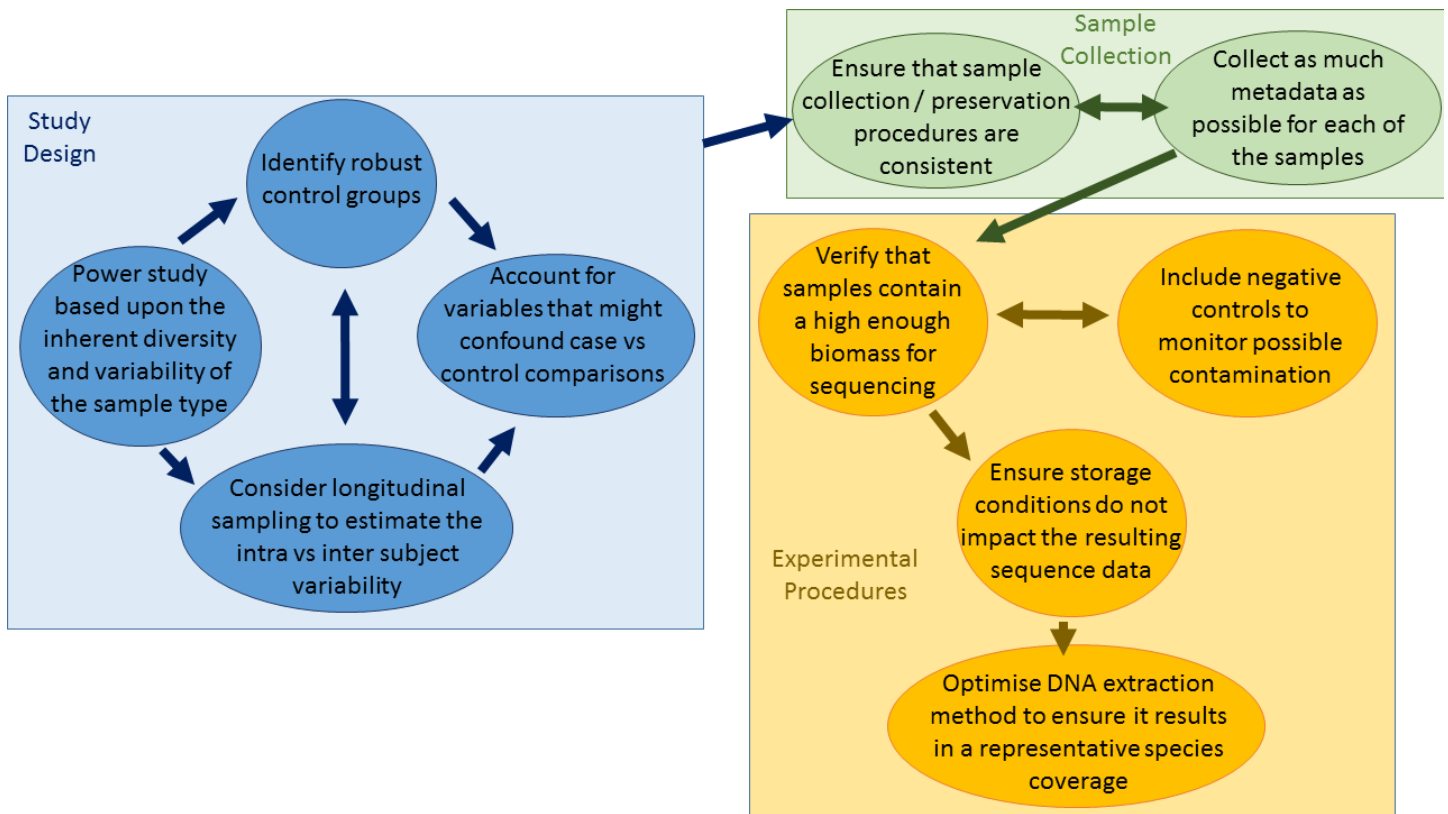 Study
Design
Identify robust
control groups
Power study
based upon the
inherent diversity
and variability of
the sample type
Account for
variables that might
confound case vs
control comparisons
Consider longitudinal
sampling to estimate the
intra vs inter subject
variability
Sample
Collection
Ensure that sample
collection / preservation
procedures are
consistent
Collect as much
metadata as
possible for each of
the samples
Verify that
samples contain
a high enough
biomass for
sequencing
Include negative
controls to
monitor possible
contamination
Ensure storage
conditions do not
impact the resulting
sequence data
Experimental
Procedures
Optimise DNA extraction
method to ensure it results
in a representative species
coverage